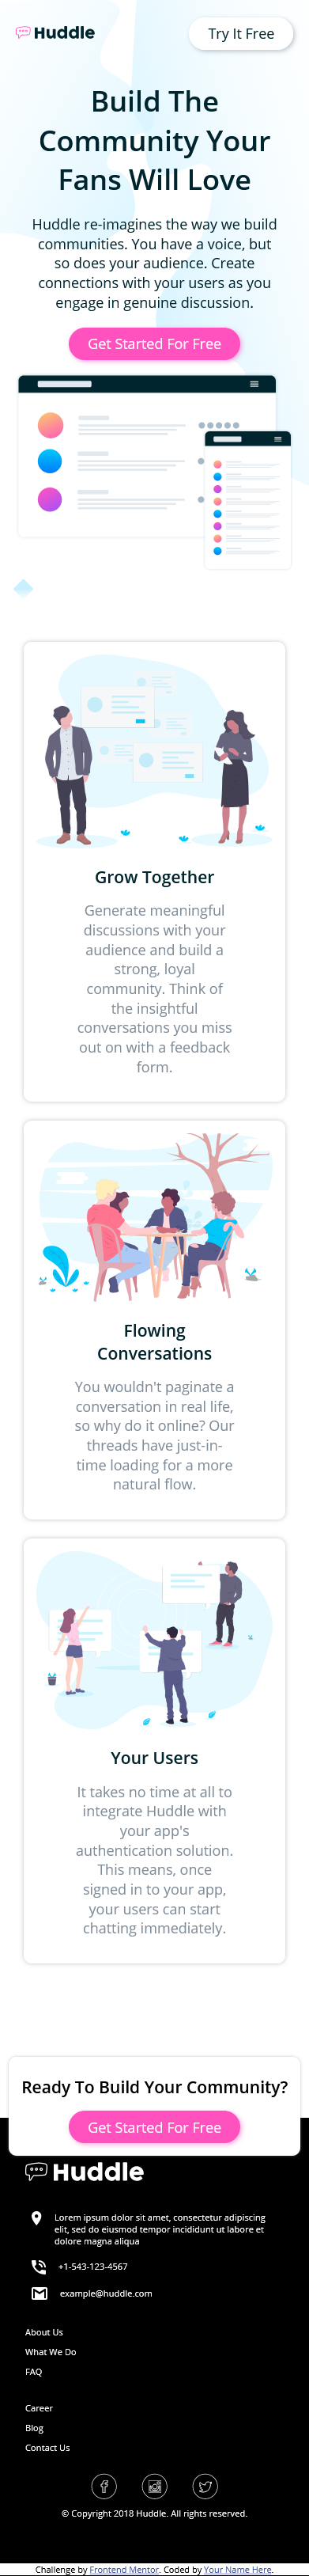 Huddle
Try It Free
Build The
Community Your
Fans Will Love
Huddle re-imagines the way we build
communities. You have a voice, but
so does your audience. Create
connections with your users as you
engage in genuine discussion.
Get Started For Free
Grow Together
Generate meaningful
discussions with your
audience and build a
strong, loyal
community. Think of
the insightful
conversations you miss
out on with a feedback
form.
Flowing
Conversations
You wouldn't paginate a
conversation in real life,
so why do it online? Our
threads have just-in-
time loading for a more
natural flow.
Your Users
It takes no time at all to
integrate Huddle with
your app's
authentication solution.
This means, once
signed in to your app,
your users can start
chatting immediately.
Ready To Build Your Community?
Get Started For Free
Huddle
Lorem ipsum dolor sit amet, consectetur adipiscing
elit, sed do eiusmod tempor incididunt ut labore et
dolore magna aliqua
+1-543-123-4567
example@huddle.com
About Us
What We Do
FAQ
Career
Blog
Contact Us
© Copyright 2018 Huddle. All rights reserved.
Challenge by Frontend Mentor. Coded by Your Name Here.